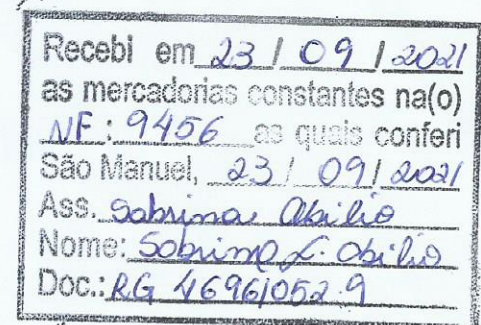 Recebi em 23 / 09 / 2021
as mercadorias constantes na(o)
NF: 9456 as quais conferi
São Manuel, 23 / 09 / 2021
Ass. Sabrina Abilio
Nome: Sabrina L. Abilio
Doc.: RG 46961052.9